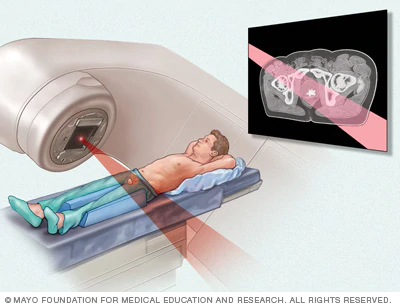 © MAYO FOUNDATION FOR MEDICAL EDUCATION AND RESEARCH. ALL RIGHTS RESERVED.